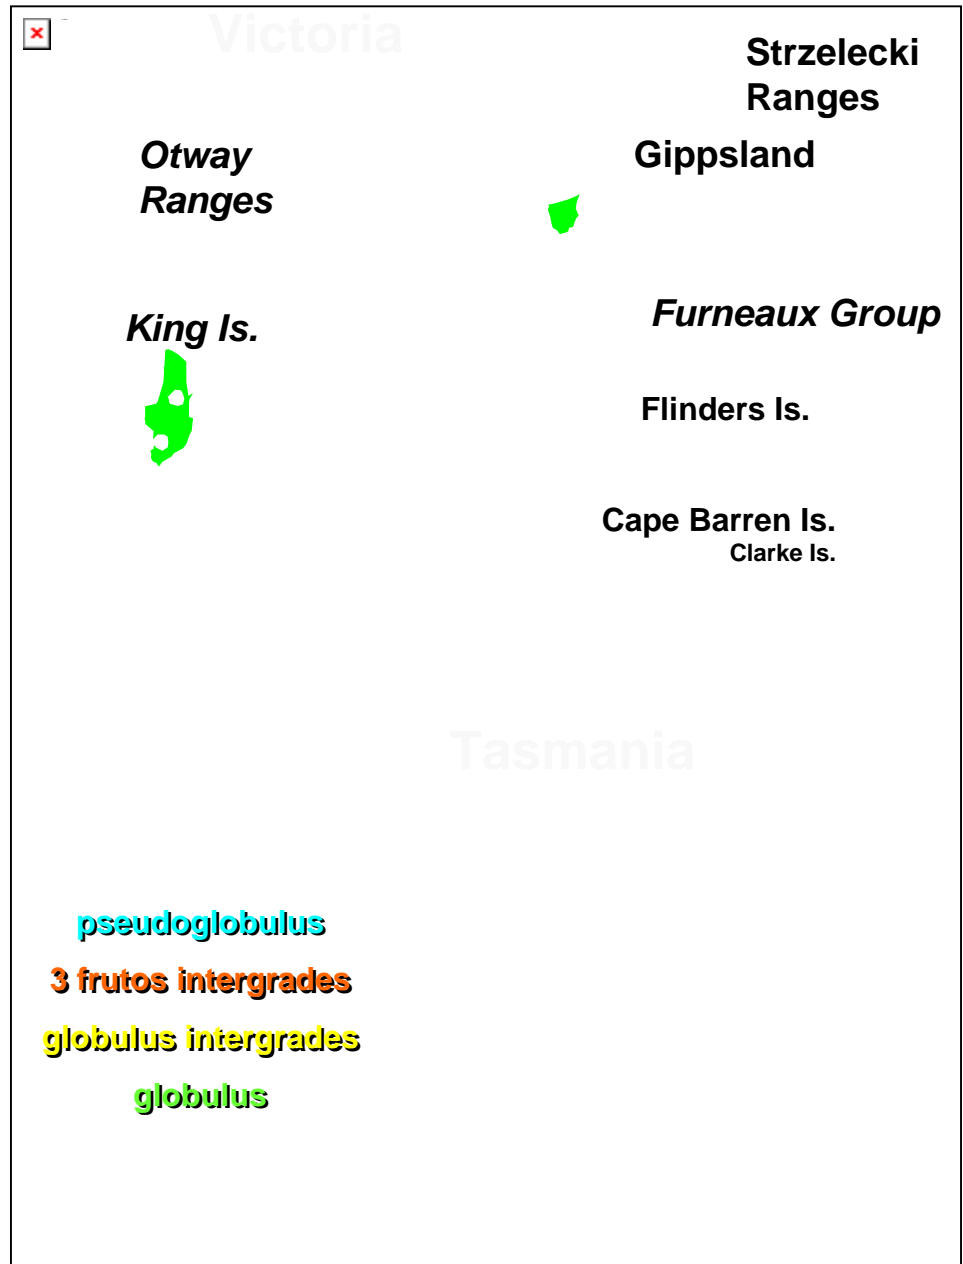 Victoria
Strzelecki
Ranges
Otway
Ranges
Gippsland
King Is.
Furneaux Group
Flinders Is.
Cape Barren Is.
Clarke Is.
Tasmania
pseudoglobulus
3 frutos intergrades
globulus intergrades
globulus